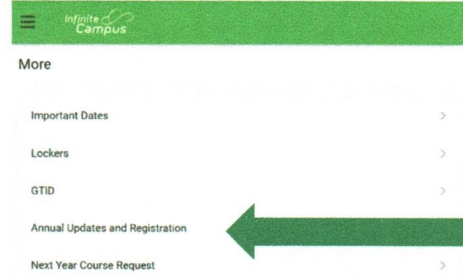 Infinite
Campus
More
Important Dates
Lockers
GTID
Annual Updates and Registration
Next Year Course Request